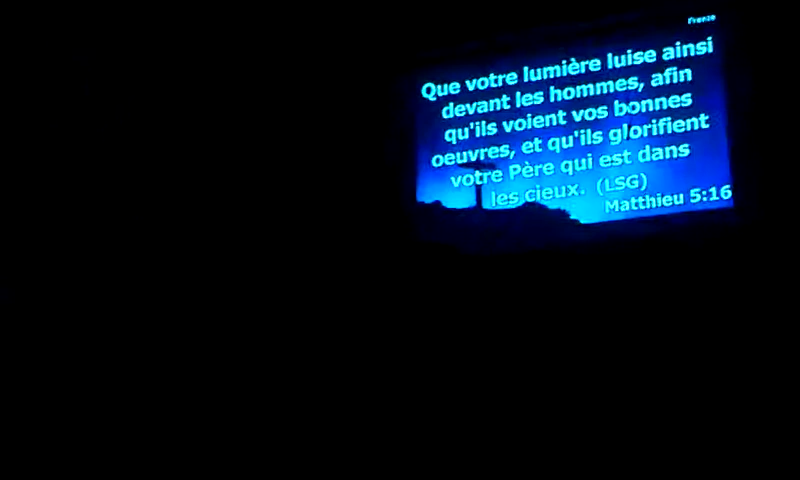 Freeze
Que votre lumière luise ainsi
devant les hommes, afin
qu'ils voient vos bonnes
oeuvres, et qu'ils glorifient
votre Père qui est dans
les cieux. (LSG)
Matthieu 5:16